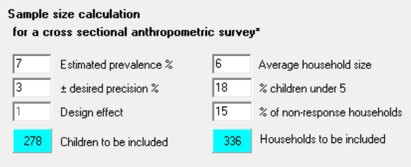 Sample size calculation
for a cross sectional anthropometric survey*
7 Estimated prevalence %
6 Average household size
3 ± desired precision %
18 % children under 5
1 Design effect
15 % of non-response households
278 Children to be included
336 Households to be included